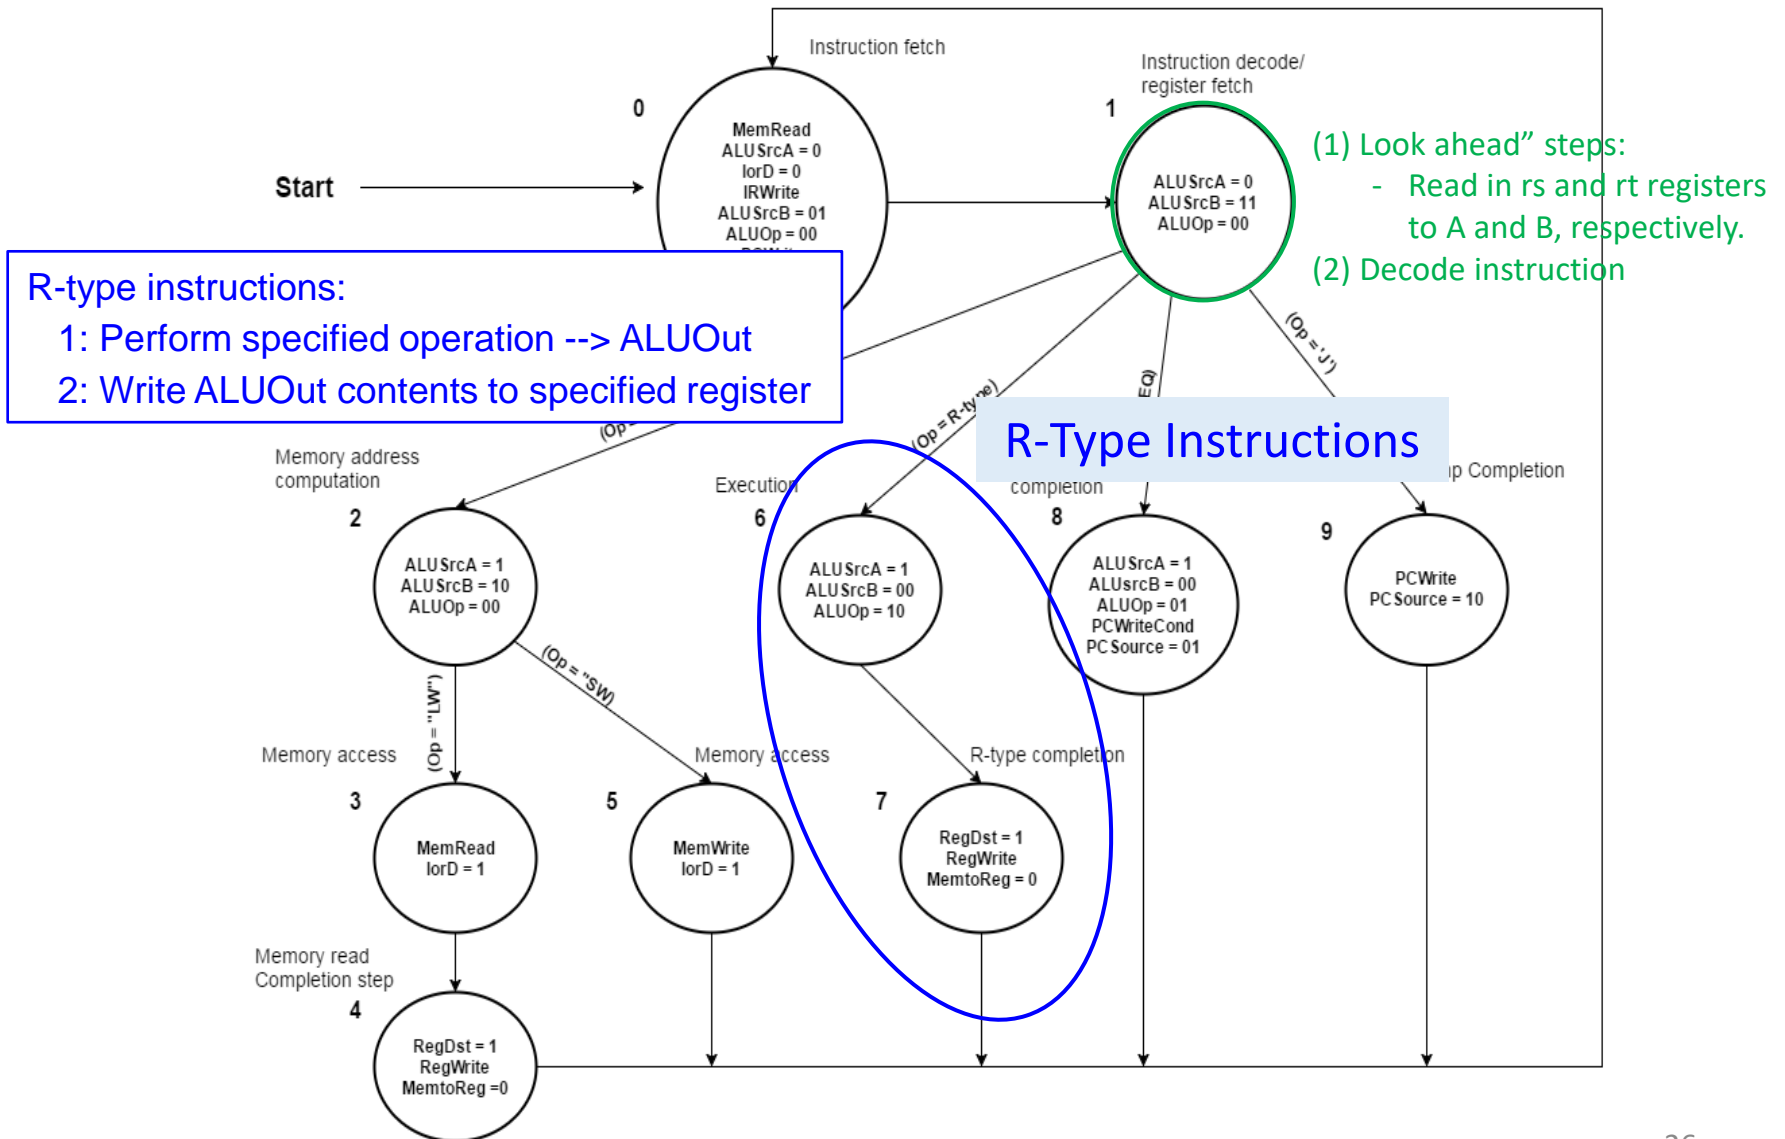 Instruction fetch
0
MemRead
ALUSrcA = 0
IorD = 0
IRWrite
ALUSrcB = 01
ALUOp = 00
Start
Instruction decode/
register fetch
1
ALUSrcA = 0
ALUSrcB = 11
ALUOp = 00
(1) Look ahead” steps:
- Read in rs and rt registers
to A and B, respectively.
(2) Decode instruction
R-type instructions:
1: Perform specified operation --> ALUOut
2: Write ALUOut contents to specified register
(Op
(Op = R-type)
EQ)
(Op = 'J')
R-Type Instructions
Memory address
computation
2
ALUSrcA = 1
ALUSrcB = 10
ALUOp = 00
Execution
6
ALUSrcA = 1
ALUSrcB = 00
ALUOp = 10
completion
8
ALUSrcA = 1
ALUsrcB = 00
ALUOp = 01
PCWriteCond
PCSource = 01
Completion
9
PCWrite
PCSource = 10
(Op = "LW")
(Op = "SW)
Memory access
3
MemRead
IorD = 1
Memory access
5
MemWrite
IorD = 1
R-type completion
7
RegDst = 1
RegWrite
MemtoReg = 0
Memory read
Completion step
4
RegDst = 1
RegWrite
MemtoReg =0